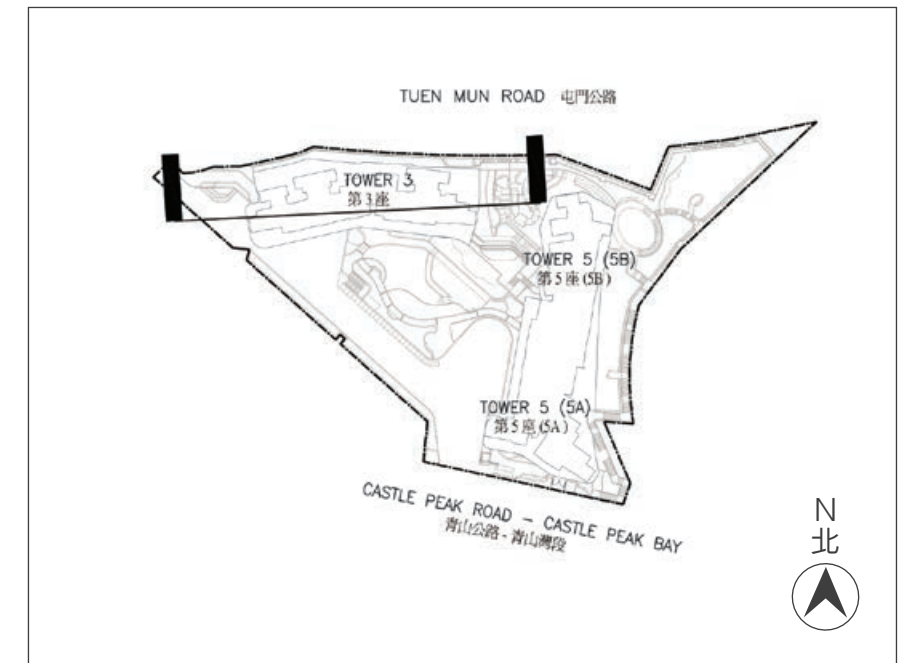 TUEN MUN ROAD 屯門公路
TOWER 3
第3座
TOWER 5 (5B)
第5座(5B)
TOWER 5 (5A)
第5座(5A)
CASTLE PEAK ROAD - CASTLE PEAK BAY
青山公路-青山灣段
N
北